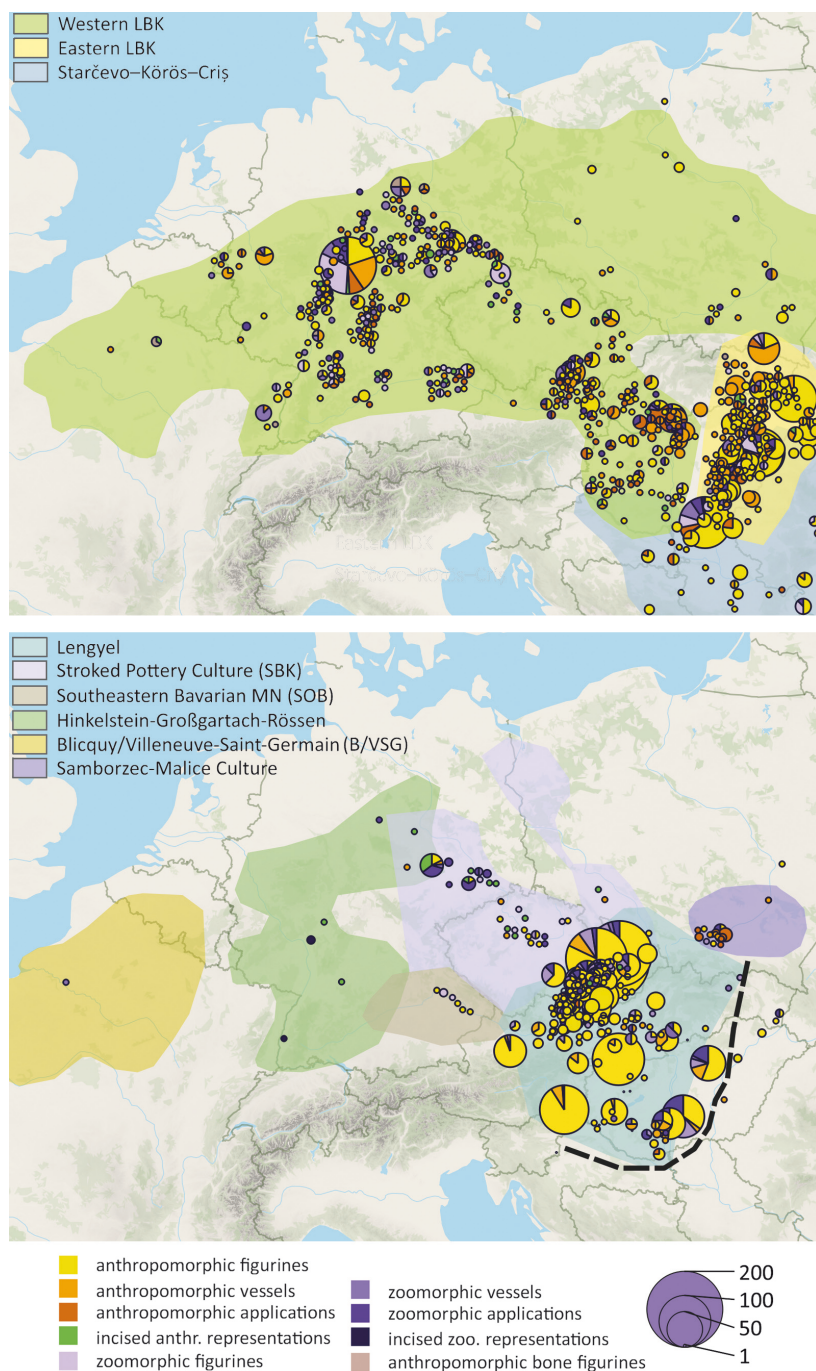 Western LBK
Eastern LBK
Starčevo–Körös–Criș
Lengyel
Stroked Pottery Culture (SBK)
Southeastern Bavarian MN (SOB)
Hinkelstein-Großgartach-Rössen
Blicquy/Villeneuve-Saint-Germain (B/VSG)
Samborzec-Malice Culture
anthropomorphic figurines
anthropomorphic vessels
anthropomorphic applications
incised anthr. representations
zoomorphic figurines
zoomorphic vessels
zoomorphic applications
incised zoo. representations
anthropomorphic bone figurines
200
100
50
1